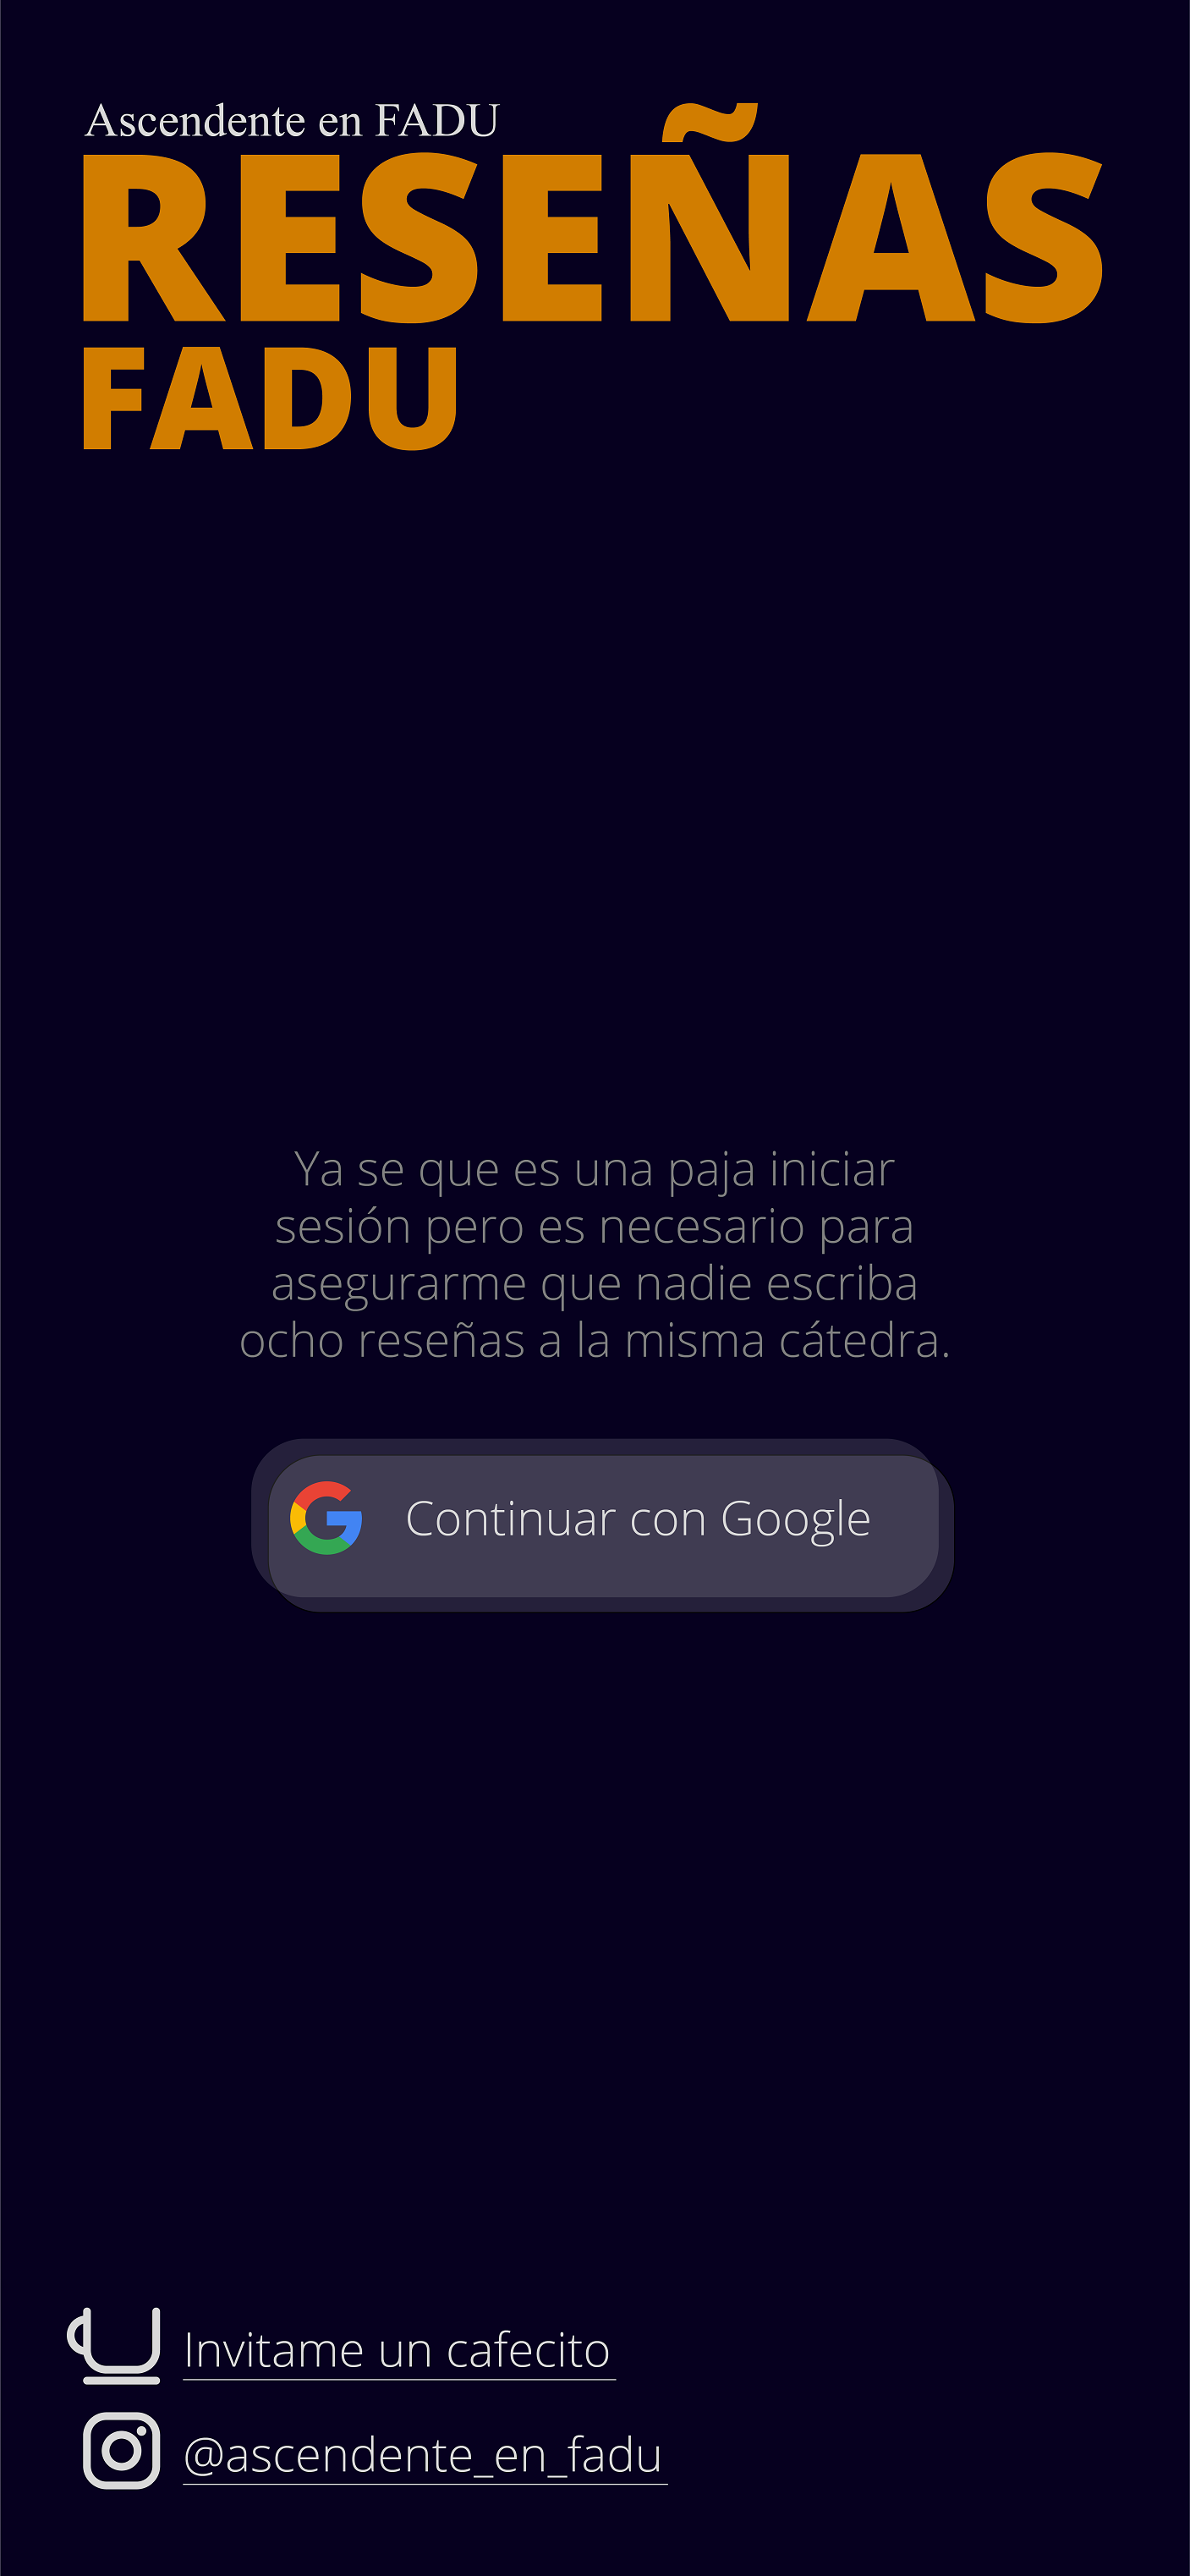 Ascendente en FADU
RESEÑAS
FADU
Ya se que es una paja iniciar
sesión pero es necesario para
asegurarme que nadie escriba
ocho reseñas a la misma cátedra.
Continuar con Google
Invitame un cafecito
@ascendente_en_fadu